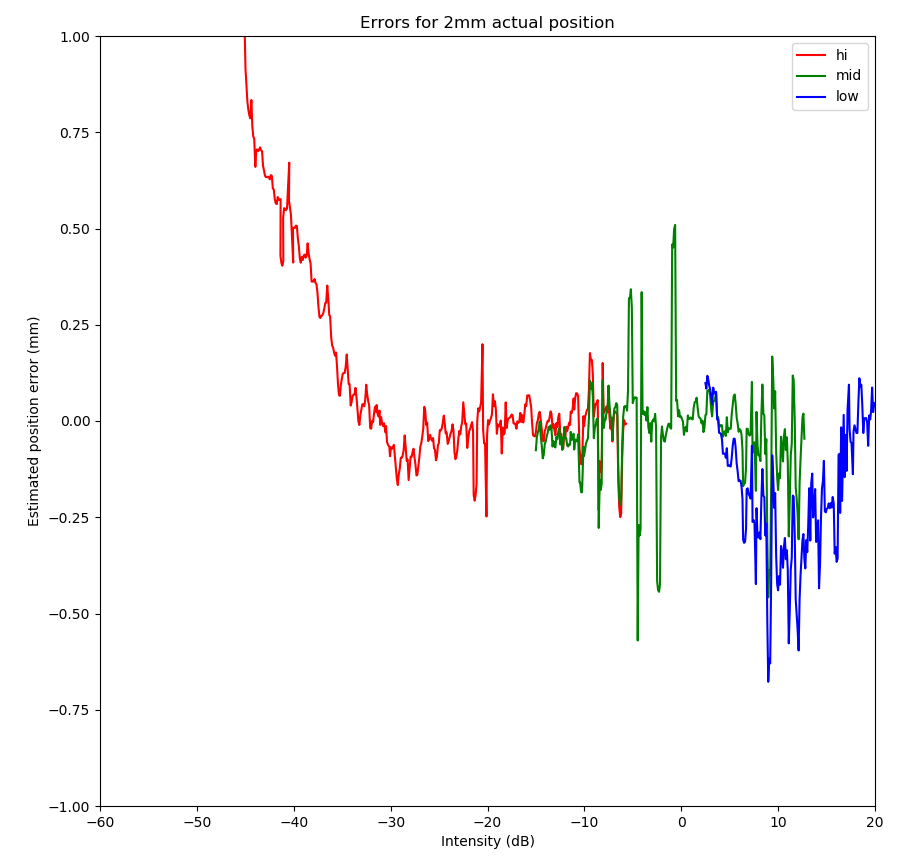 Errors for 2mm actual position
hi
mid
low
1.00
0.75
0.50
0.25
0.00
−0.25
−0.50
−0.75
−1.00
Estimated position error (mm)
−60 −50 −40 −30 −20 −10 0 10 20
Intensity (dB)